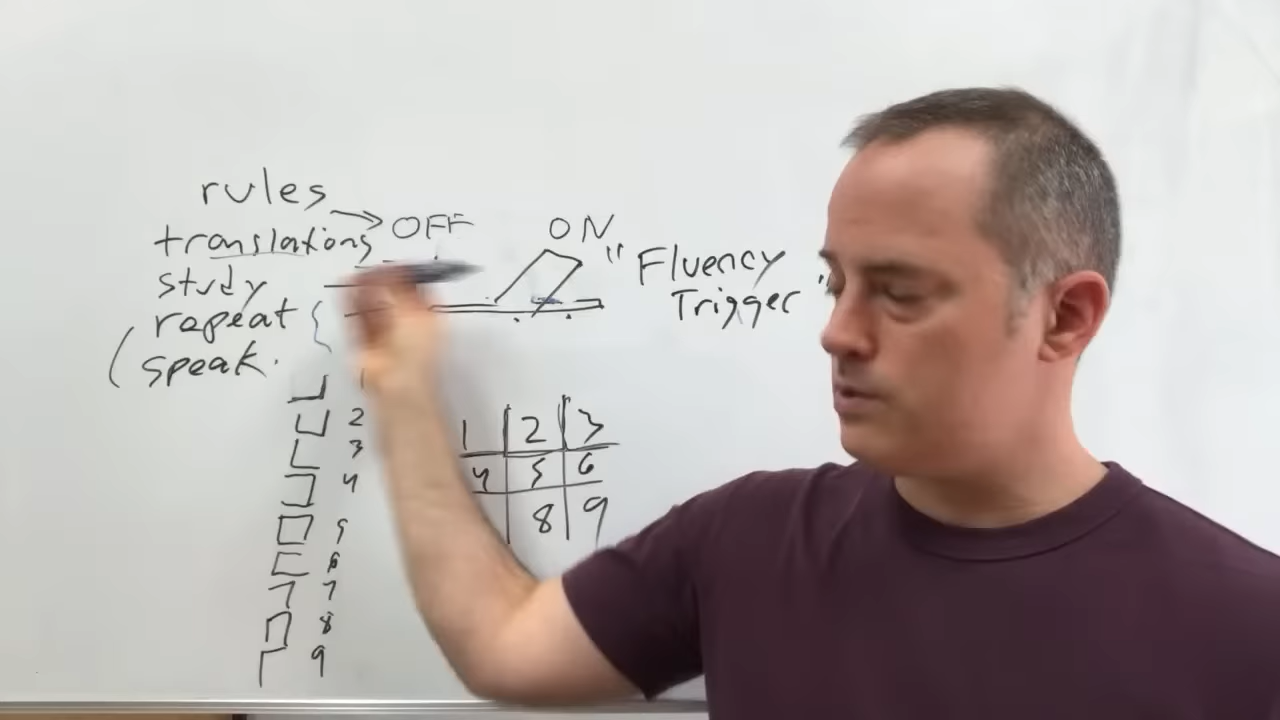 rules
translations
OFF
ON
study
repeat
(speak.
"Fluency
Trigger"
1
2
3
4
5
6
7
8
9
1 2 3
4 5 6
8 9